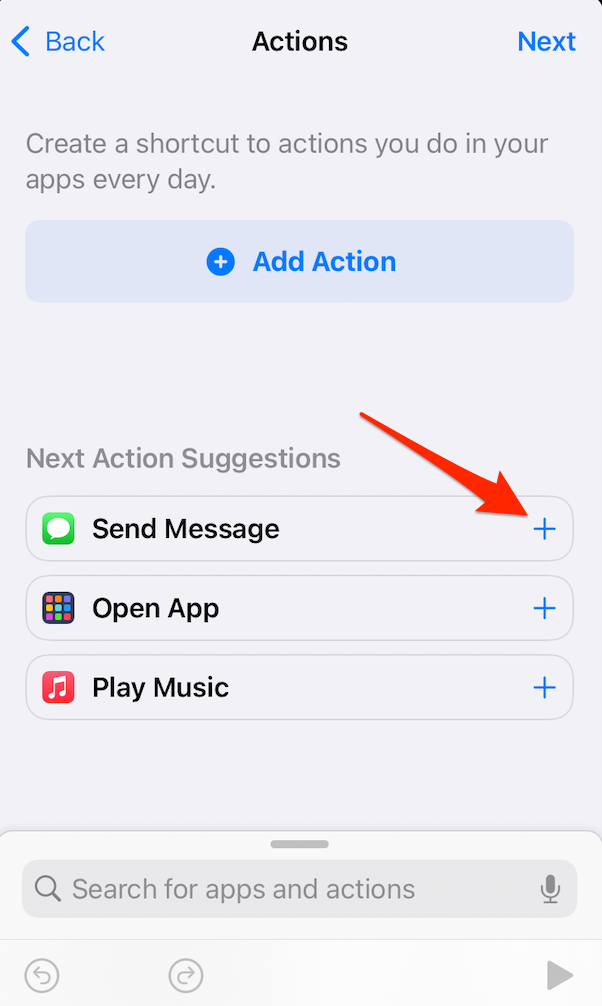 Back Actions Next
Create a shortcut to actions you do in your
apps every day.
Add Action
Next Action Suggestions
Send Message
Open App
Play Music
Search for apps and actions